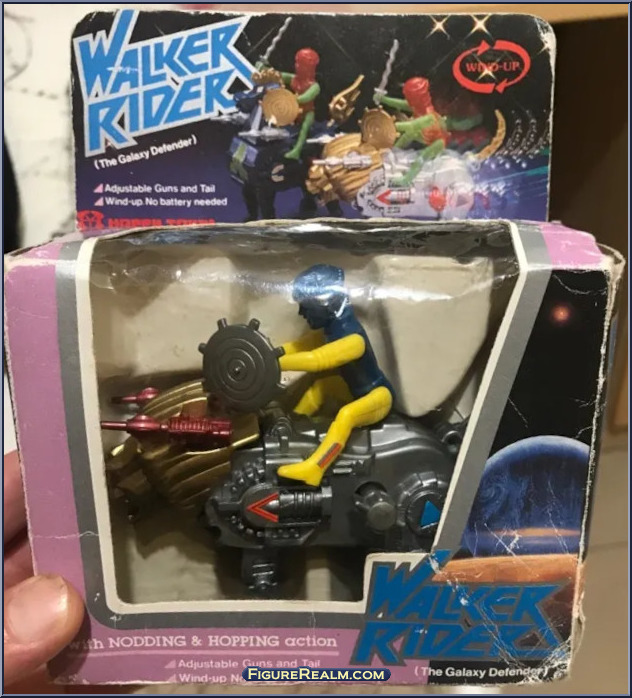 WALKER
RIDER
(The Galaxy Defender)
WIND-UP
Adjustable Guns and Tail
Wind-up. No battery needed
with NODDING & HOPPING action
WALKER
RIDER
Adjustable Guns and Tail
(The Galaxy Defender)
Wind-up
FIGUREREALM.COM